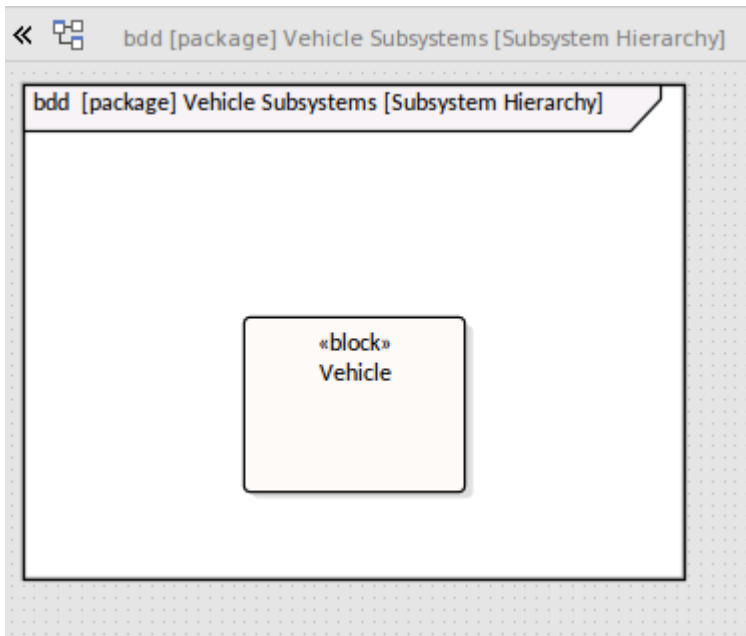 « bdd [package] Vehicle Subsystems [Subsystem Hierarchy]
bdd [package] Vehicle Subsystems [Subsystem Hierarchy]
«block»
Vehicle